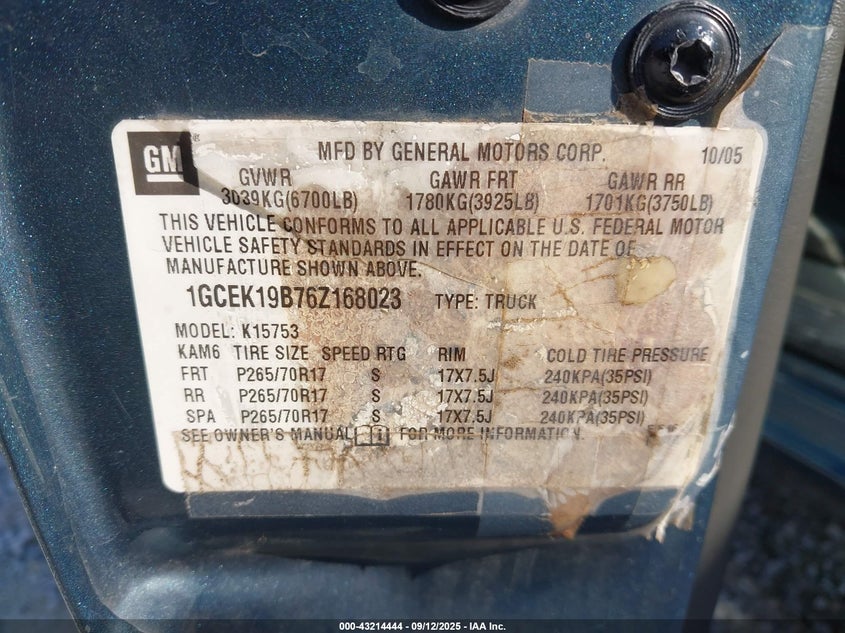 GM
MFD BY GENERAL MOTORS CORP. 10/05
GVWR GAWR FRT GAWR RR
3039KG(6700LB) 1780KG(3925LB) 1701KG(3750LB)
THIS VEHICLE CONFORMS TO ALL APPLICABLE U.S. FEDERAL MOTOR
VEHICLE SAFETY STANDARDS IN EFFECT ON THE DATE OF
MANUFACTURE SHOWN ABOVE.
1GCEK19B76Z168023 TYPE: TRUCK
MODEL: K15753
KAM6 TIRE SIZE SPEED RTG RIM COLD TIRE PRESSURE
FRT P265/70R17 S 17X7.5J 240KPA(35PSI)
RR P265/70R17 S 17X7.5J 240KPA(35PSI)
SPA P265/70R17 S 17X7.5J 240KPA(35PSI)
SEE OWNER'S MANUAL FOR MORE INFORMATION.
000-43214444 - 09/12/2025 - IAA Inc.